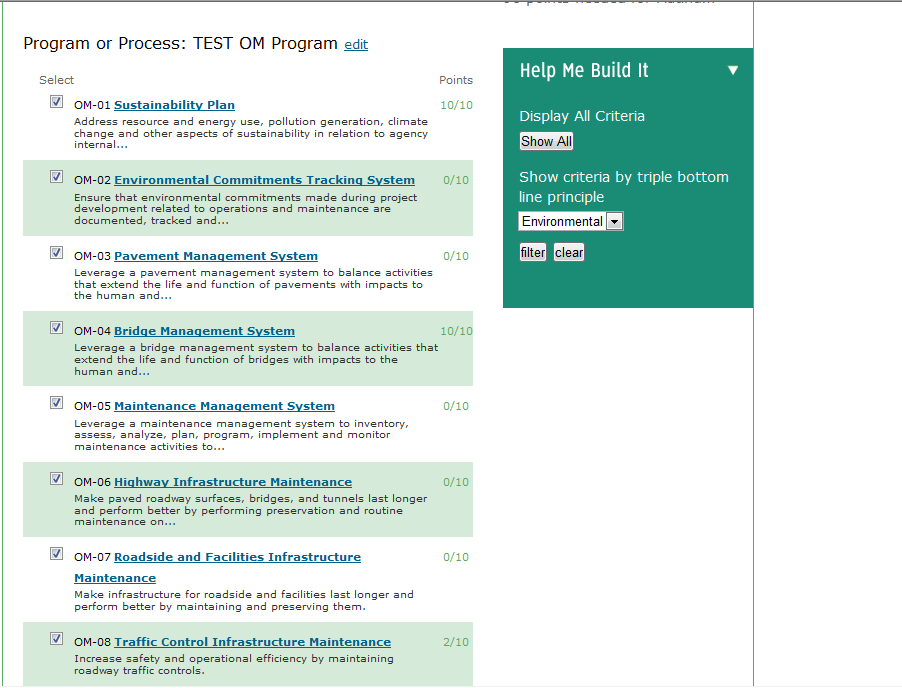 Program or Process: TEST OM Program edit
Select Points
OM-01 Sustainability Plan 10/10
Address resource and energy use, pollution generation, climate
change and other aspects of sustainability in relation to agency
internal...
OM-02 Environmental Commitments Tracking System 0/10
Ensure that environmental commitments made during project
development related to operations and maintenance are
documented, tracked and...
OM-03 Pavement Management System 0/10
Leverage a pavement management system to balance activities
that extend the life and function of pavements with impacts to
the human and...
OM-04 Bridge Management System 10/10
Leverage a bridge management system to balance activities that
extend the life and function of bridges with impacts to the
human and...
OM-05 Maintenance Management System 0/10
Leverage a maintenance management system to inventory,
assess, analyze, plan, program, implement and monitor
maintenance activities to...
OM-06 Highway Infrastructure Maintenance 0/10
Make paved roadway surfaces, bridges, and tunnels last longer
and perform better by performing preservation and routine
maintenance on...
OM-07 Roadside and Facilities Infrastructure
Maintenance 0/10
Make infrastructure for roadside and facilities last longer and
perform better by maintaining and preserving them.
OM-08 Traffic Control Infrastructure Maintenance 2/10
Increase safety and operational efficiency by maintaining
roadway traffic controls.
Help Me Build It
Display All Criteria
Show All
Show criteria by triple bottom
line principle
Environmental
filter clear